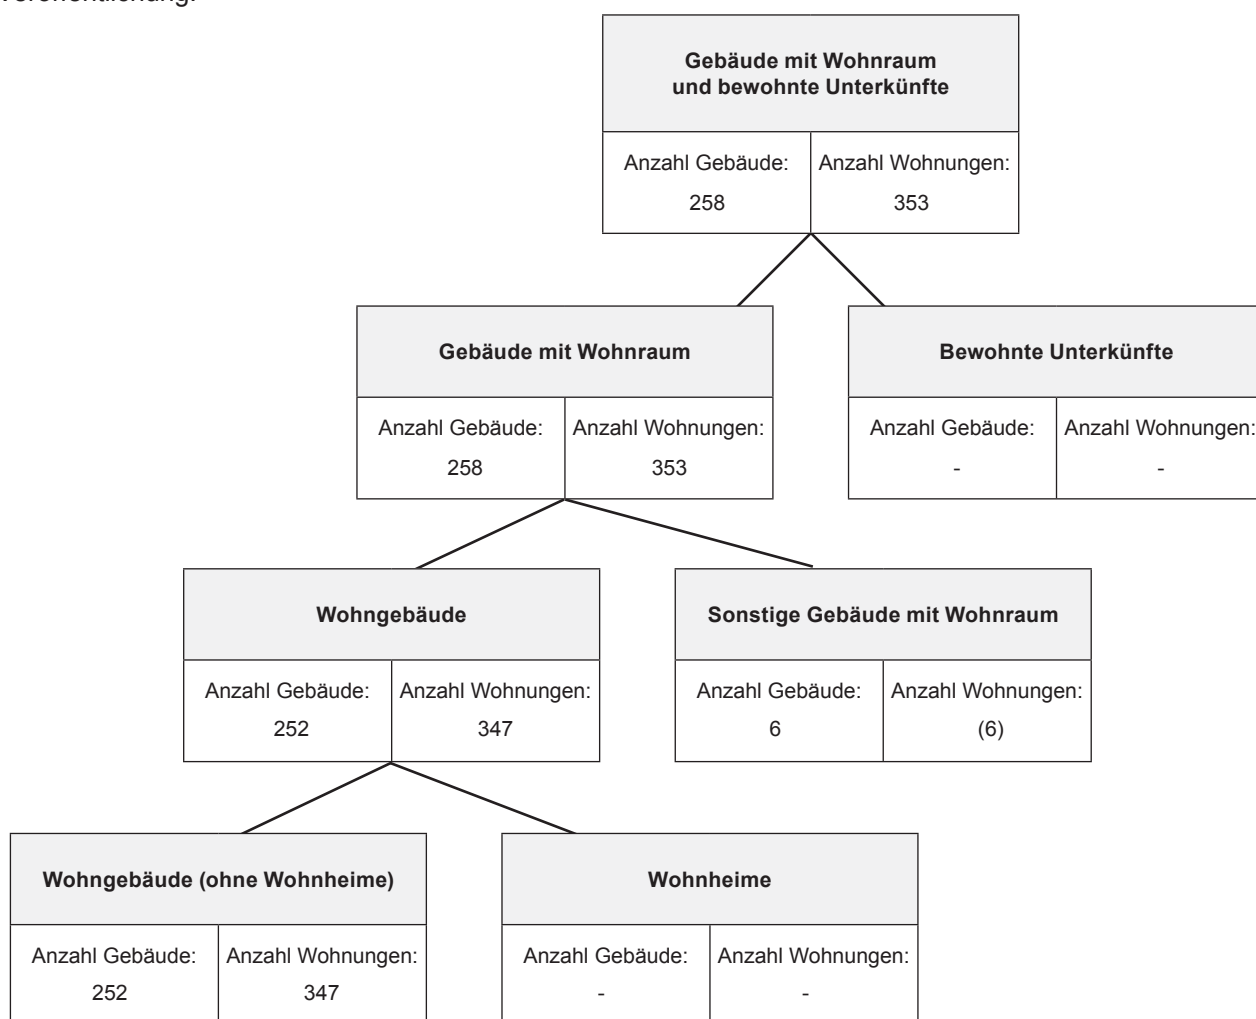 Veröffentlichung.
Gebäude mit Wohnraum
und bewohnte Unterkünfte
Anzahl Gebäude: Anzahl Wohnungen:
258 353
Gebäude mit Wohnraum
Bewohnte Unterkünfte
Anzahl Gebäude: Anzahl Wohnungen:
258 353
Anzahl Gebäude: Anzahl Wohnungen:
- -
Wohngebäude
Sonstige Gebäude mit Wohnraum
Anzahl Gebäude: Anzahl Wohnungen:
252 347
Anzahl Gebäude: Anzahl Wohnungen:
6 (6)
Wohngebäude (ohne Wohnheime)
Wohnheime
Anzahl Gebäude: Anzahl Wohnungen:
252 347
Anzahl Gebäude: Anzahl Wohnungen:
- -